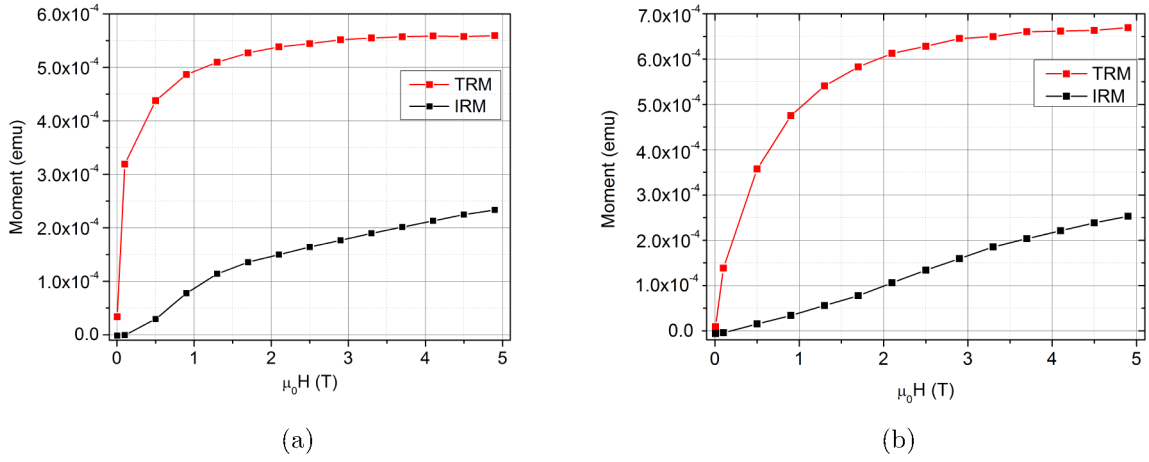 6.0x10⁻⁴
5.0x10⁻⁴
4.0x10⁻⁴
3.0x10⁻⁴
2.0x10⁻⁴
1.0x10⁻⁴
0.0
Moment (emu)
TRM
IRM
0 1 2 3 4 5
μ₀H (T)
(a)
7.0x10⁻⁴
6.0x10⁻⁴
5.0x10⁻⁴
4.0x10⁻⁴
3.0x10⁻⁴
2.0x10⁻⁴
1.0x10⁻⁴
0.0
Moment (emu)
TRM
IRM
0 1 2 3 4 5
μ₀H (T)
(b)